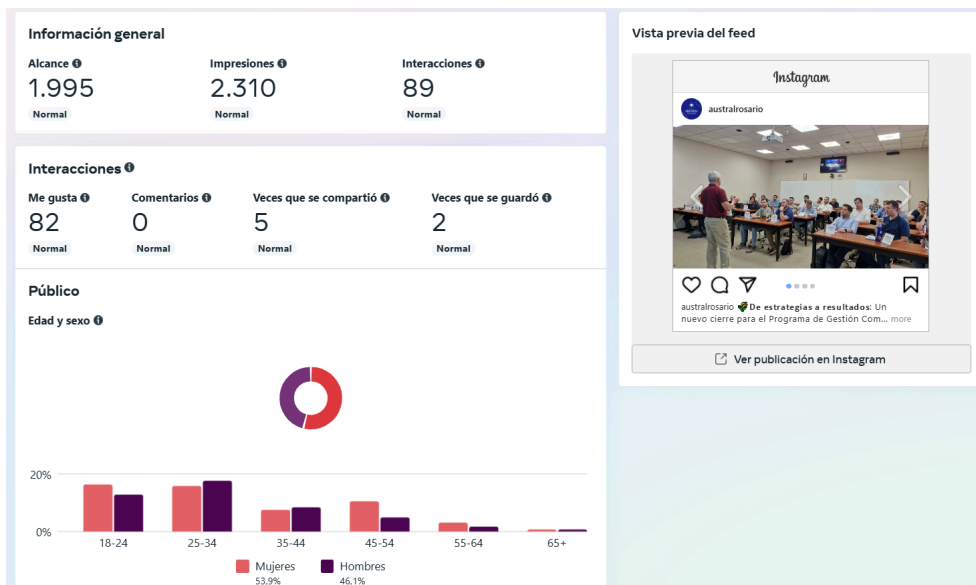 Información general
Alcance
Impresiones
Interacciones
1.995
2.310
89
Normal
Normal
Normal
Interacciones
Me gusta
Comentarios
Veces que se compartió
Veces que se guardó
82
0
5
2
Normal
Normal
Normal
Normal
Público
Edad y sexo
20%
0%
18-24
25-34
35-44
45-54
55-64
65+
Mujeres
53,9%
Hombres
46,1%
Vista previa del feed
Instagram
australrosario
australrosario De estrategias a resultados: Un
nuevo cierre para el Programa de Gestión Com... more
Ver publicación en Instagram